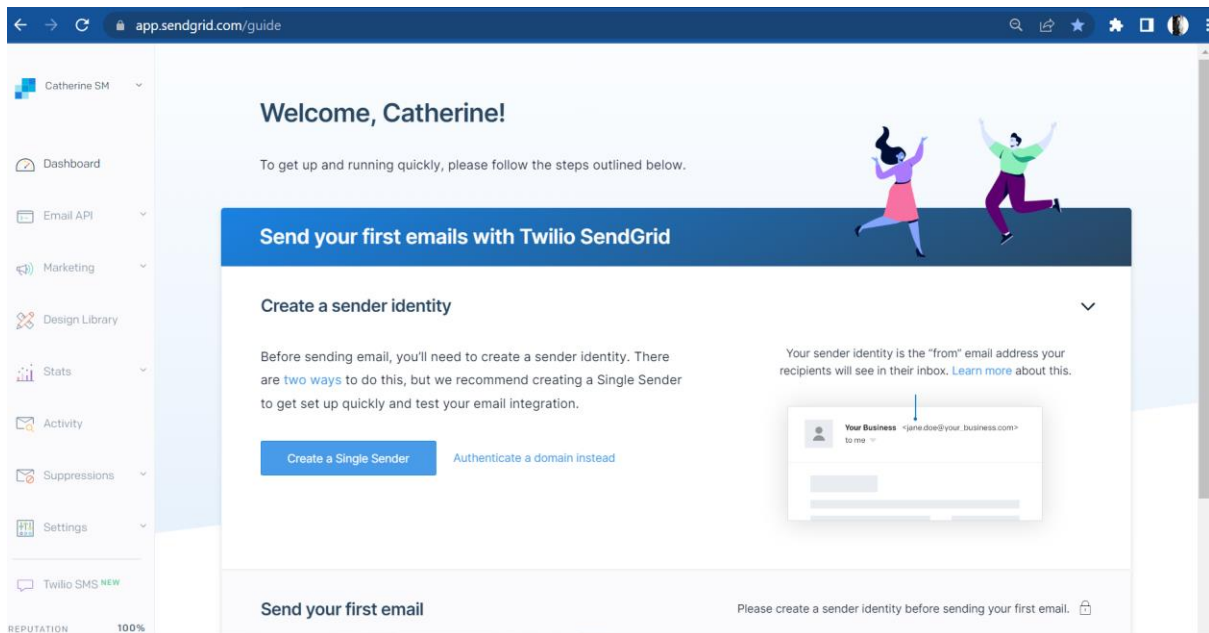 app.sendgrid.com/guide
Catherine SM
Dashboard
Email API
Marketing
Design Library
Stats
Activity
Suppressions
Settings
Twilio SMS NEW
REPUTATION 100%
Welcome, Catherine!
To get up and running quickly, please follow the steps outlined below.
Send your first emails with Twilio SendGrid
Create a sender identity
Before sending email, you'll need to create a sender identity. There
are two ways to do this, but we recommend creating a Single Sender
to get set up quickly and test your email integration.
Create a Single Sender
Authenticate a domain instead
Your sender identity is the "from" email address your
recipients will see in their inbox. Learn more about this.
Your Business <jane.doe@your_business.com>
to me
Send your first email
Please create a sender identity before sending your first email.